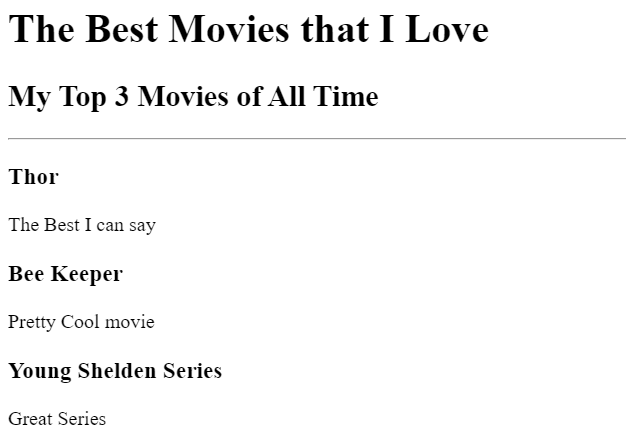 The Best Movies that I Love
My Top 3 Movies of All Time
Thor
The Best I can say
Bee Keeper
Pretty Cool movie
Young Shelden Series
Great Series